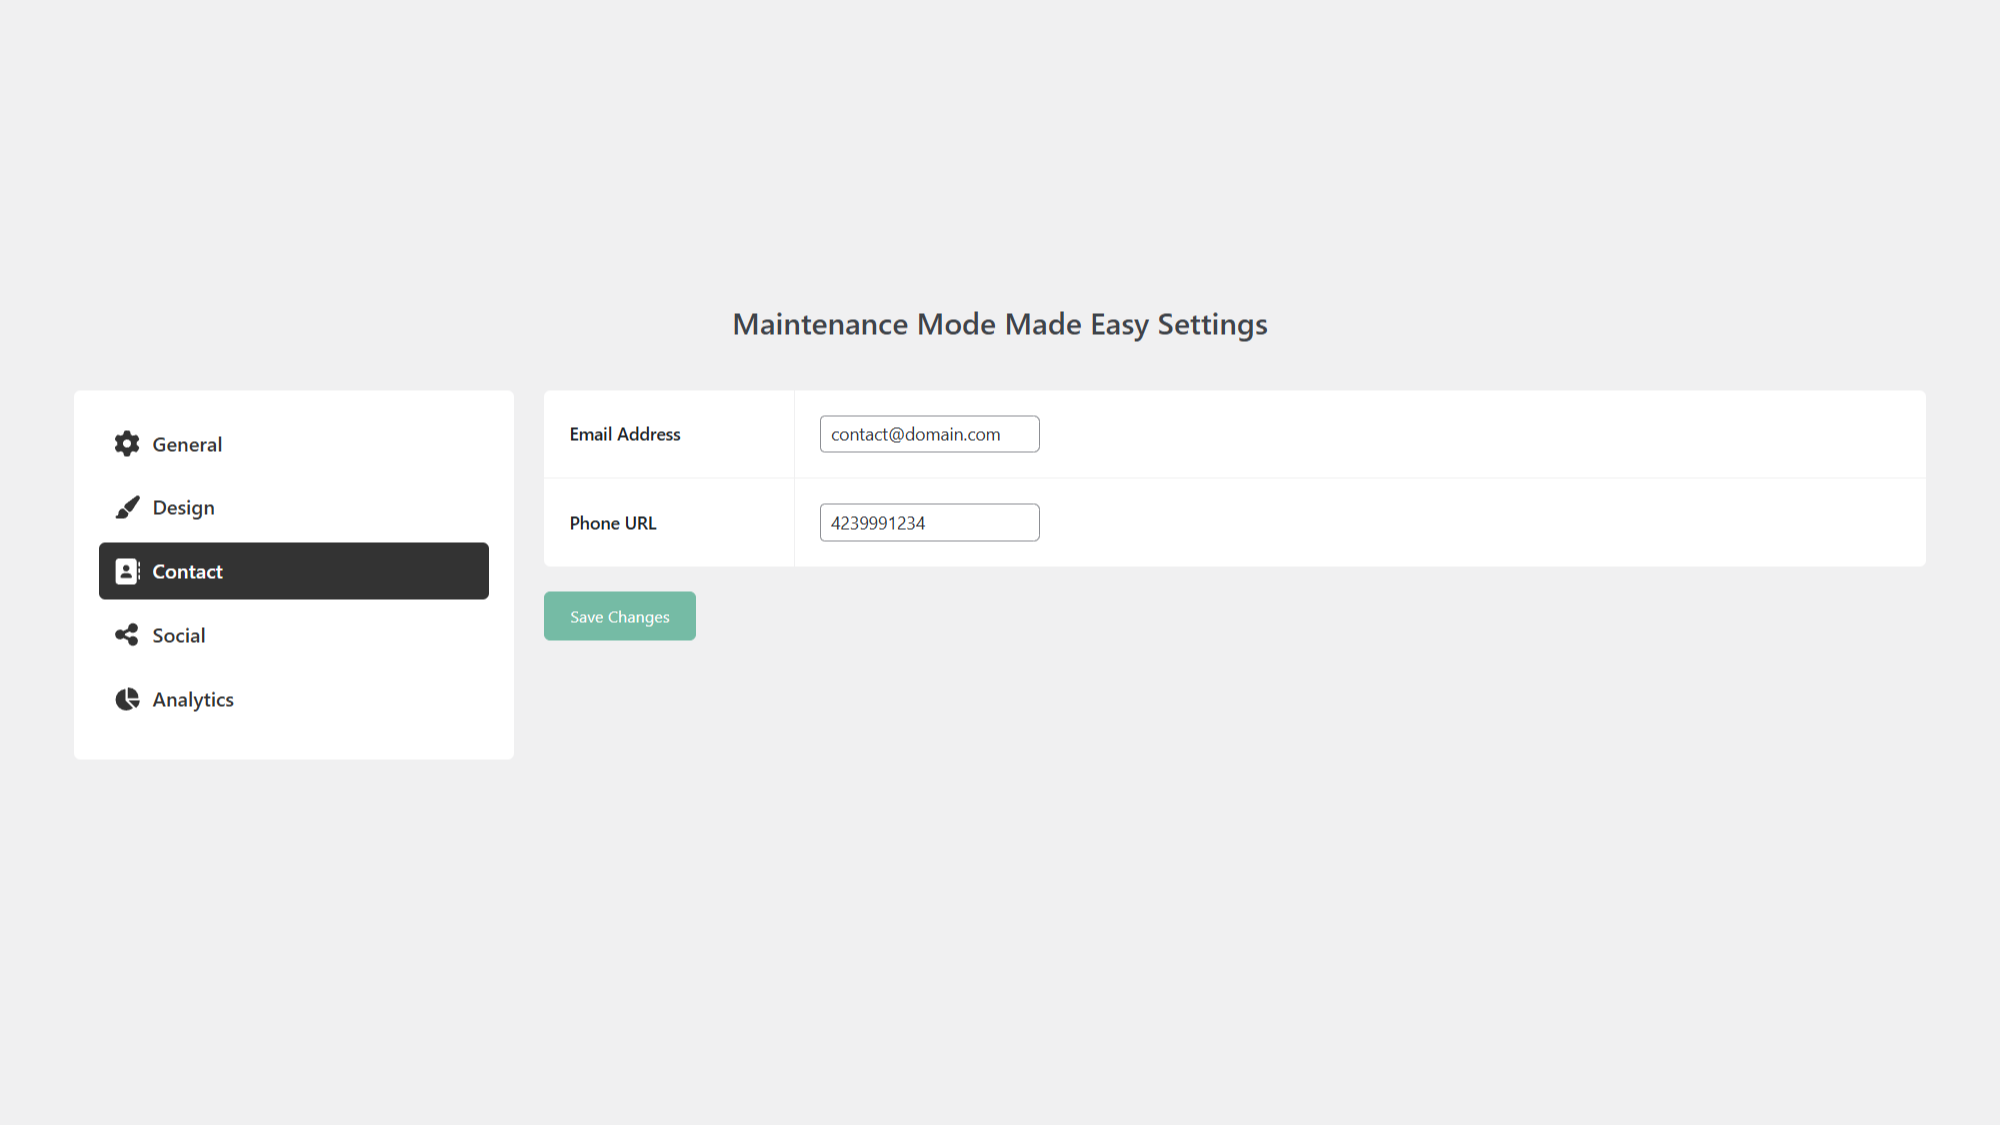 Maintenance Mode Made Easy Settings
General
Design
Contact
Social
Analytics
Email Address
contact@domain.com
Phone URL
4239991234
Save Changes